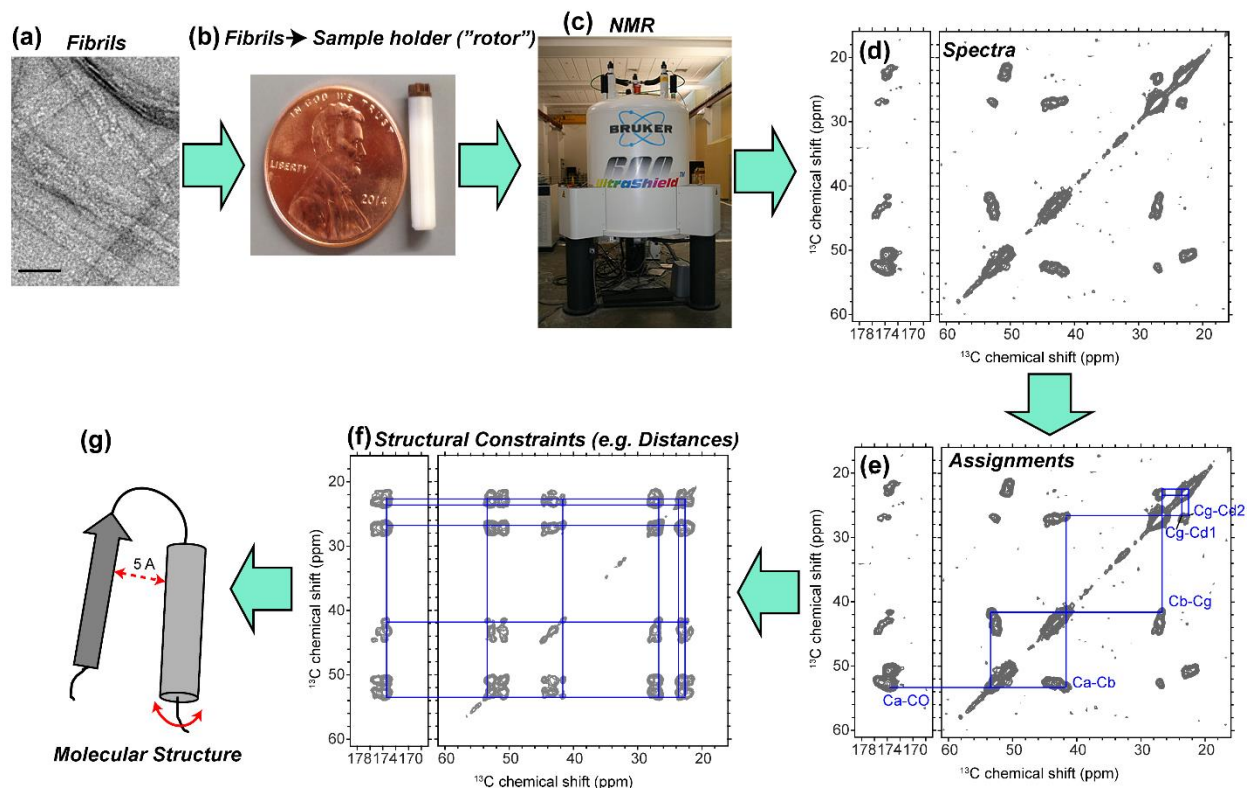 (a)
Fibrils
(b) Fibrils → Sample holder ("rotor")
IN GOD WE TRUST
LIBERTY
2014
(c)
NMR
BRUKER
600
UltraShield™
(d)
Spectra
20
30
40
50
60
¹³C chemical shift (ppm)
178 174 170 60 50 40 30 20
¹³C chemical shift (ppm)
(g)
5 A
Molecular Structure
(f) Structural Constraints (e.g. Distances)
20
30
40
50
60
¹³C chemical shift (ppm)
178 174 170 60 50 40 30 20
¹³C chemical shift (ppm)
(e)
Assignments
20
30
40
50
60
¹³C chemical shift (ppm)
Cg-Cd2
Cg-Cd1
Cb-Cg
Ca-Cb
Ca-CO
178 174 170 60 50 40 30 20
¹³C chemical shift (ppm)